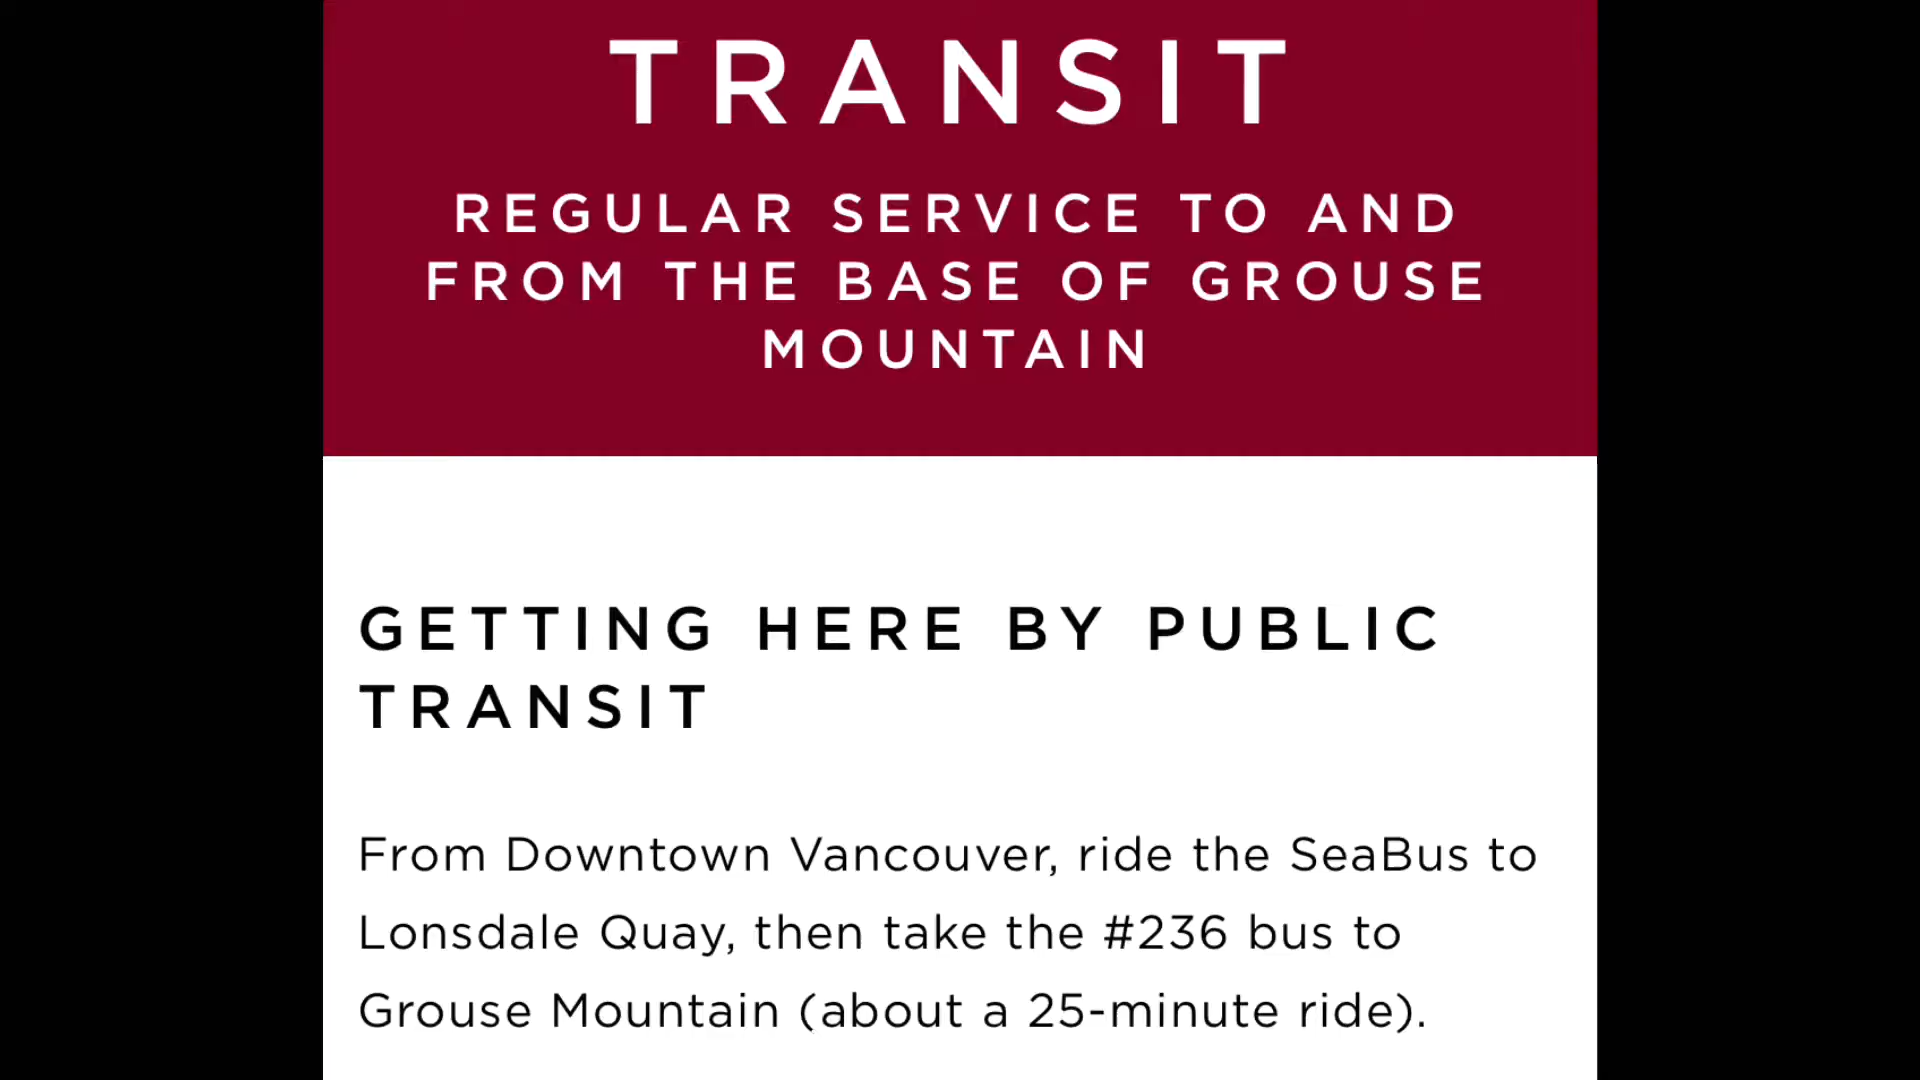 TRANSIT
REGULAR SERVICE TO AND
FROM THE BASE OF GROUSE
MOUNTAIN
GETTING HERE BY PUBLIC
TRANSIT
From Downtown Vancouver, ride the SeaBus to
Lonsdale Quay, then take the #236 bus to
Grouse Mountain (about a 25-minute ride).